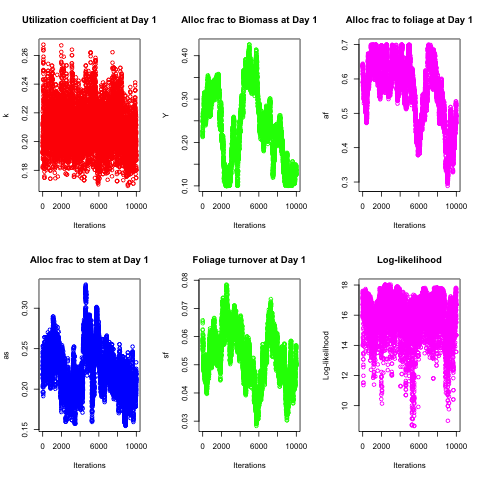 Utilization coefficient at Day 1
Alloc frac to Biomass at Day 1
Alloc frac to foliage at Day 1
k
0.18 0.20 0.22 0.24 0.26
0 2000 6000 10000
Iterations
Y
0.10 0.20 0.30 0.40
0 2000 6000 10000
Iterations
af
0.3 0.4 0.5 0.6 0.7
0 2000 6000 10000
Iterations
Alloc frac to stem at Day 1
Foliage turnover at Day 1
Log-likelihood
as
0.15 0.20 0.25 0.30
0 2000 6000 10000
Iterations
sf
0.03 0.04 0.05 0.06 0.07 0.08
0 2000 6000 10000
Iterations
Log-likelihood
10 12 14 16 18
0 2000 6000 10000
Iterations